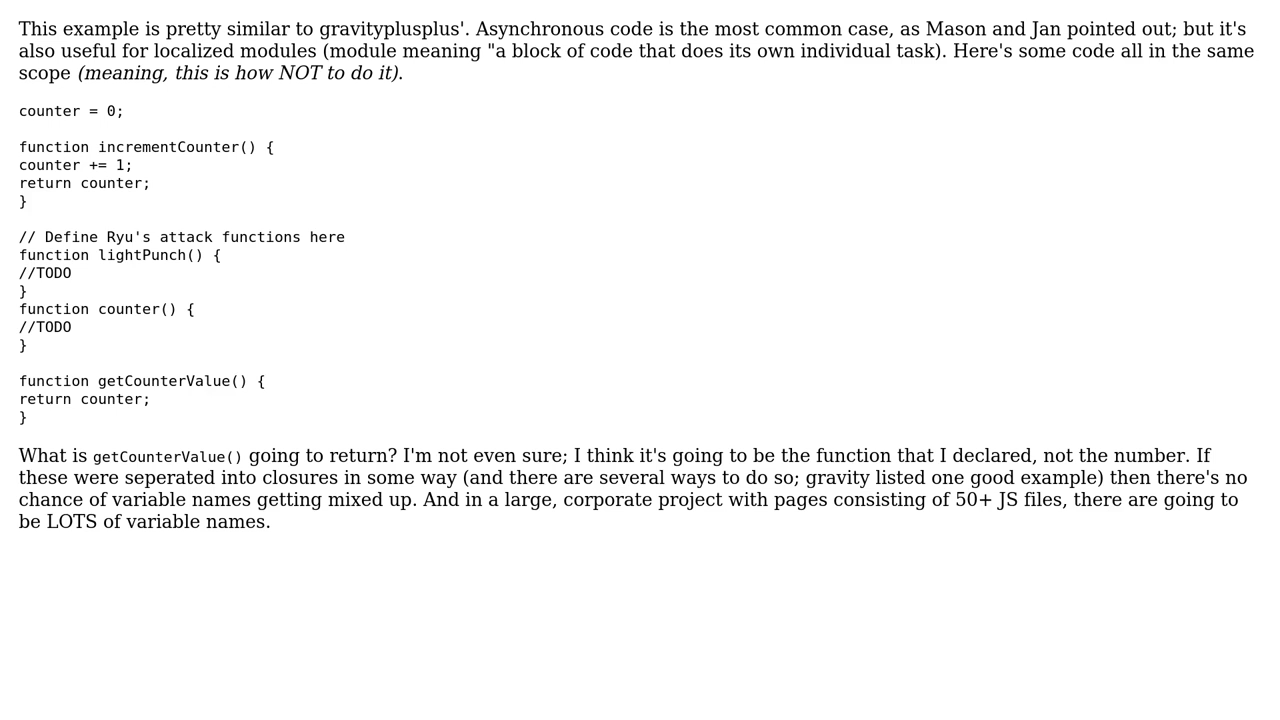 This example is pretty similar to gravityplusplus'. Asynchronous code is the most common case, as Mason and Jan pointed out; but it's
also useful for localized modules (module meaning "a block of code that does its own individual task). Here's some code all in the same
scope (meaning, this is how NOT to do it).
counter = 0;
function incrementCounter() {
counter += 1;
return counter;
}
// Define Ryu's attack functions here
function lightPunch() {
//TODO
}
function counter() {
//TODO
}
function getCounterValue() {
return counter;
}
What is getCounterValue() going to return? I'm not even sure; I think it's going to be the function that I declared, not the number. If
these were seperated into closures in some way (and there are several ways to do so; gravity listed one good example) then there's no
chance of variable names getting mixed up. And in a large, corporate project with pages consisting of 50+ JS files, there are going to
be LOTS of variable names.